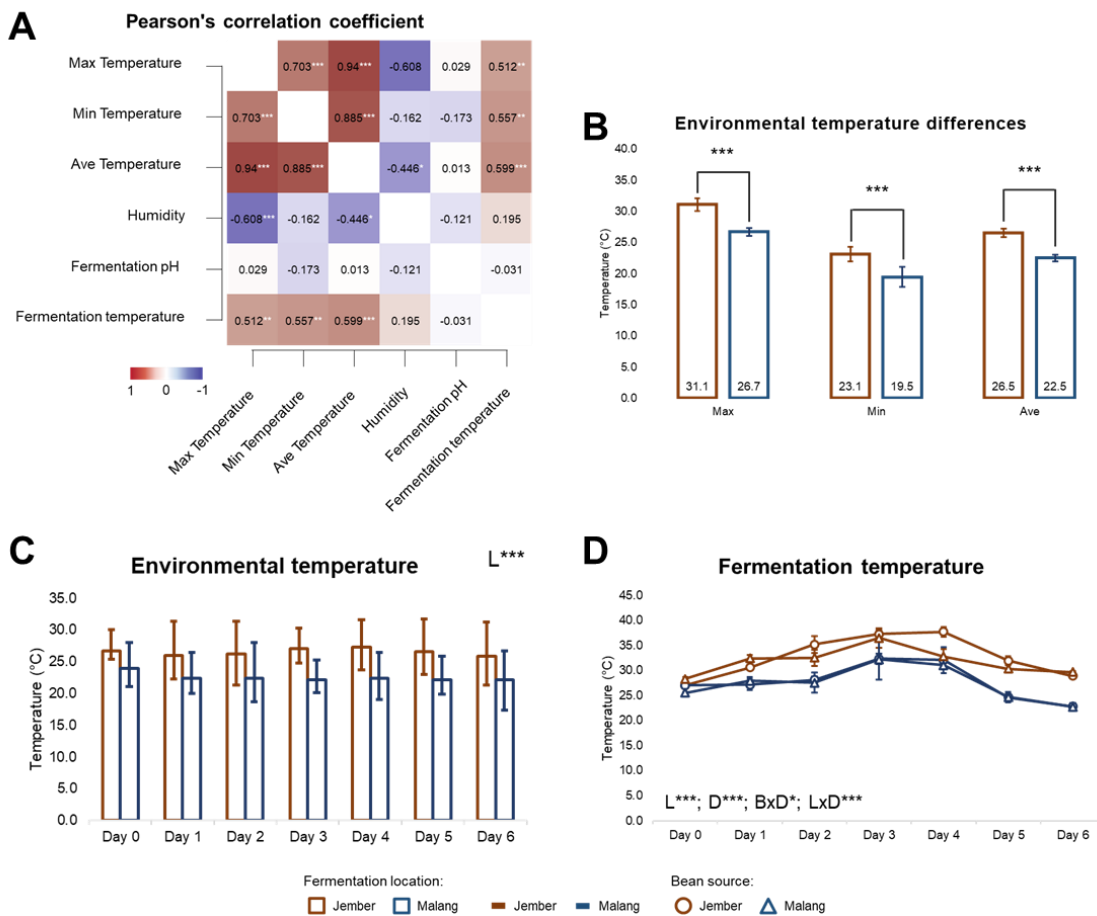 A
Pearson's correlation coefficient
Max Temperature
0.703*** 0.94*** -0.608 0.029 0.512**
Min Temperature
0.703*** 0.885*** -0.162 -0.173 0.557**
Ave Temperature
0.94*** 0.885*** -0.446* 0.013 0.599***
Humidity
-0.608*** -0.162 -0.446* -0.121 0.195
Fermentation pH
0.029 -0.173 0.013 -0.121 -0.031
Fermentation temperature
0.512** 0.557** 0.599*** 0.195 -0.031
1 0 -1
Max Temperature
Min Temperature
Ave Temperature
Humidity
Fermentation pH
Fermentation temperature
B
Environmental temperature differences
Temperature (°C)
40.0
35.0
30.0
25.0
20.0
15.0
10.0
5.0
0.0
*** *** ***
31.1 26.7 23.1 19.5 26.5 22.5
Max Min Ave
C
Environmental temperature
L***
Temperature (°C)
35.0
30.0
25.0
20.0
15.0
10.0
5.0
0.0
Day 0 Day 1 Day 2 Day 3 Day 4 Day 5 Day 6
D
Fermentation temperature
Temperature (°C)
45.0
40.0
35.0
30.0
25.0
20.0
15.0
10.0
5.0
0.0
L***; D***; BxD*; LxD***
Day 0 Day 1 Day 2 Day 3 Day 4 Day 5 Day 6
Fermentation location: Bean source:
Jember Malang Jember Malang Jember Malang